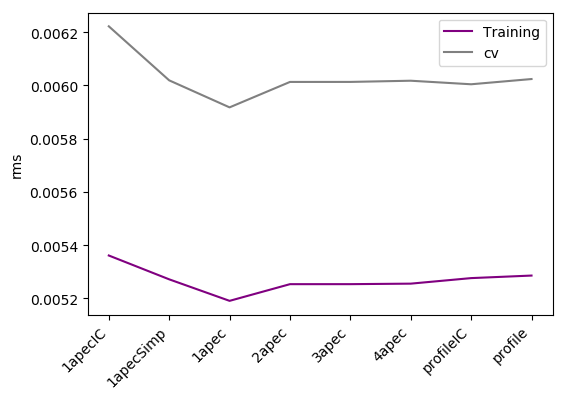 Training
cv
rms
0.0062
0.0060
0.0058
0.0056
0.0054
0.0052
1apecIC
1apecSimp
1apec
2apec
3apec
4apec
profileIC
profile